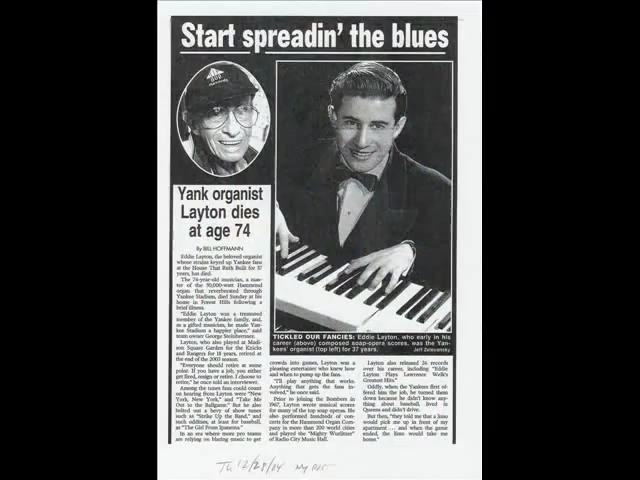 Start spreadin' the blues
Yank organist
Layton dies
at age 74
By BILL HOFFMANN
Eddie Layton, the beloved organist
whose strains keyed up Yankee fans
at the House That Ruth Built for 37
years, has died.
The 74-year-old musician, a mas-
ter of the 50,000-watt Hammond
organ that reverberated through
Yankee Stadium, died Sunday at his
home in Forest Hills following a
brief illness.
"Eddie Layton was a treasured
member of the Yankee family, and,
as a gifted musician, he made Yan-
kee Stadium a happier place," said
team owner George Steinbrenner.
Layton, who also played at Madi-
son Square Garden for the Knicks
and Rangers for 18 years, retired at
the end of the 2003 season.
"Everyone should retire at some
point. If you have a job, you either
get fired, resign or retire. I choose to
retire," he once told an interviewer.
Among the tunes fans could count
on hearing from Layton were "New
York, New York," and "Take Me
Out to the Ballgame." But he also
belted out a bevy of show tunes
such as "Strike Up the Band," and
such oddities, at least for baseball,
as "The Girl From Ipanema."
In an era where more pro teams
are relying on blaring music to get
TICKLED OUR FANCIES: Eddie Layton, who early in his
career (above) composed soap-opera scores, was the Yan-
kees' organist (top left) for 37 years.
Jeff Zelevansky
crowds into games, Layton was a
pleasing entertainer who knew how
and when to pump up the fans.
"I'll play anything that works.
Anything that gets the fans in-
volved," he once said.
Prior to joining the Bombers in
1967, Layton wrote musical scores
for many of the top soap operas. He
also performed hundreds of con-
certs for the Hammond Organ Com-
pany in more than 200 world cities
and played the "Mighty Wurlitzer"
of Radio City Music Hall.
Layton also released 26 records
over his career, including "Eddie
Layton Plays Lawrence Welk's
Greatest Hits."
Oddly, when the Yankees first of-
fered him the job, he turned them
down because he didn't know any-
thing about baseball, lived in
Queens and didn't drive.
But then, "they told me that a limo
would pick me up in front of my
apartment . . . and when the game
ended, the limo would take me
home."
12/28/04